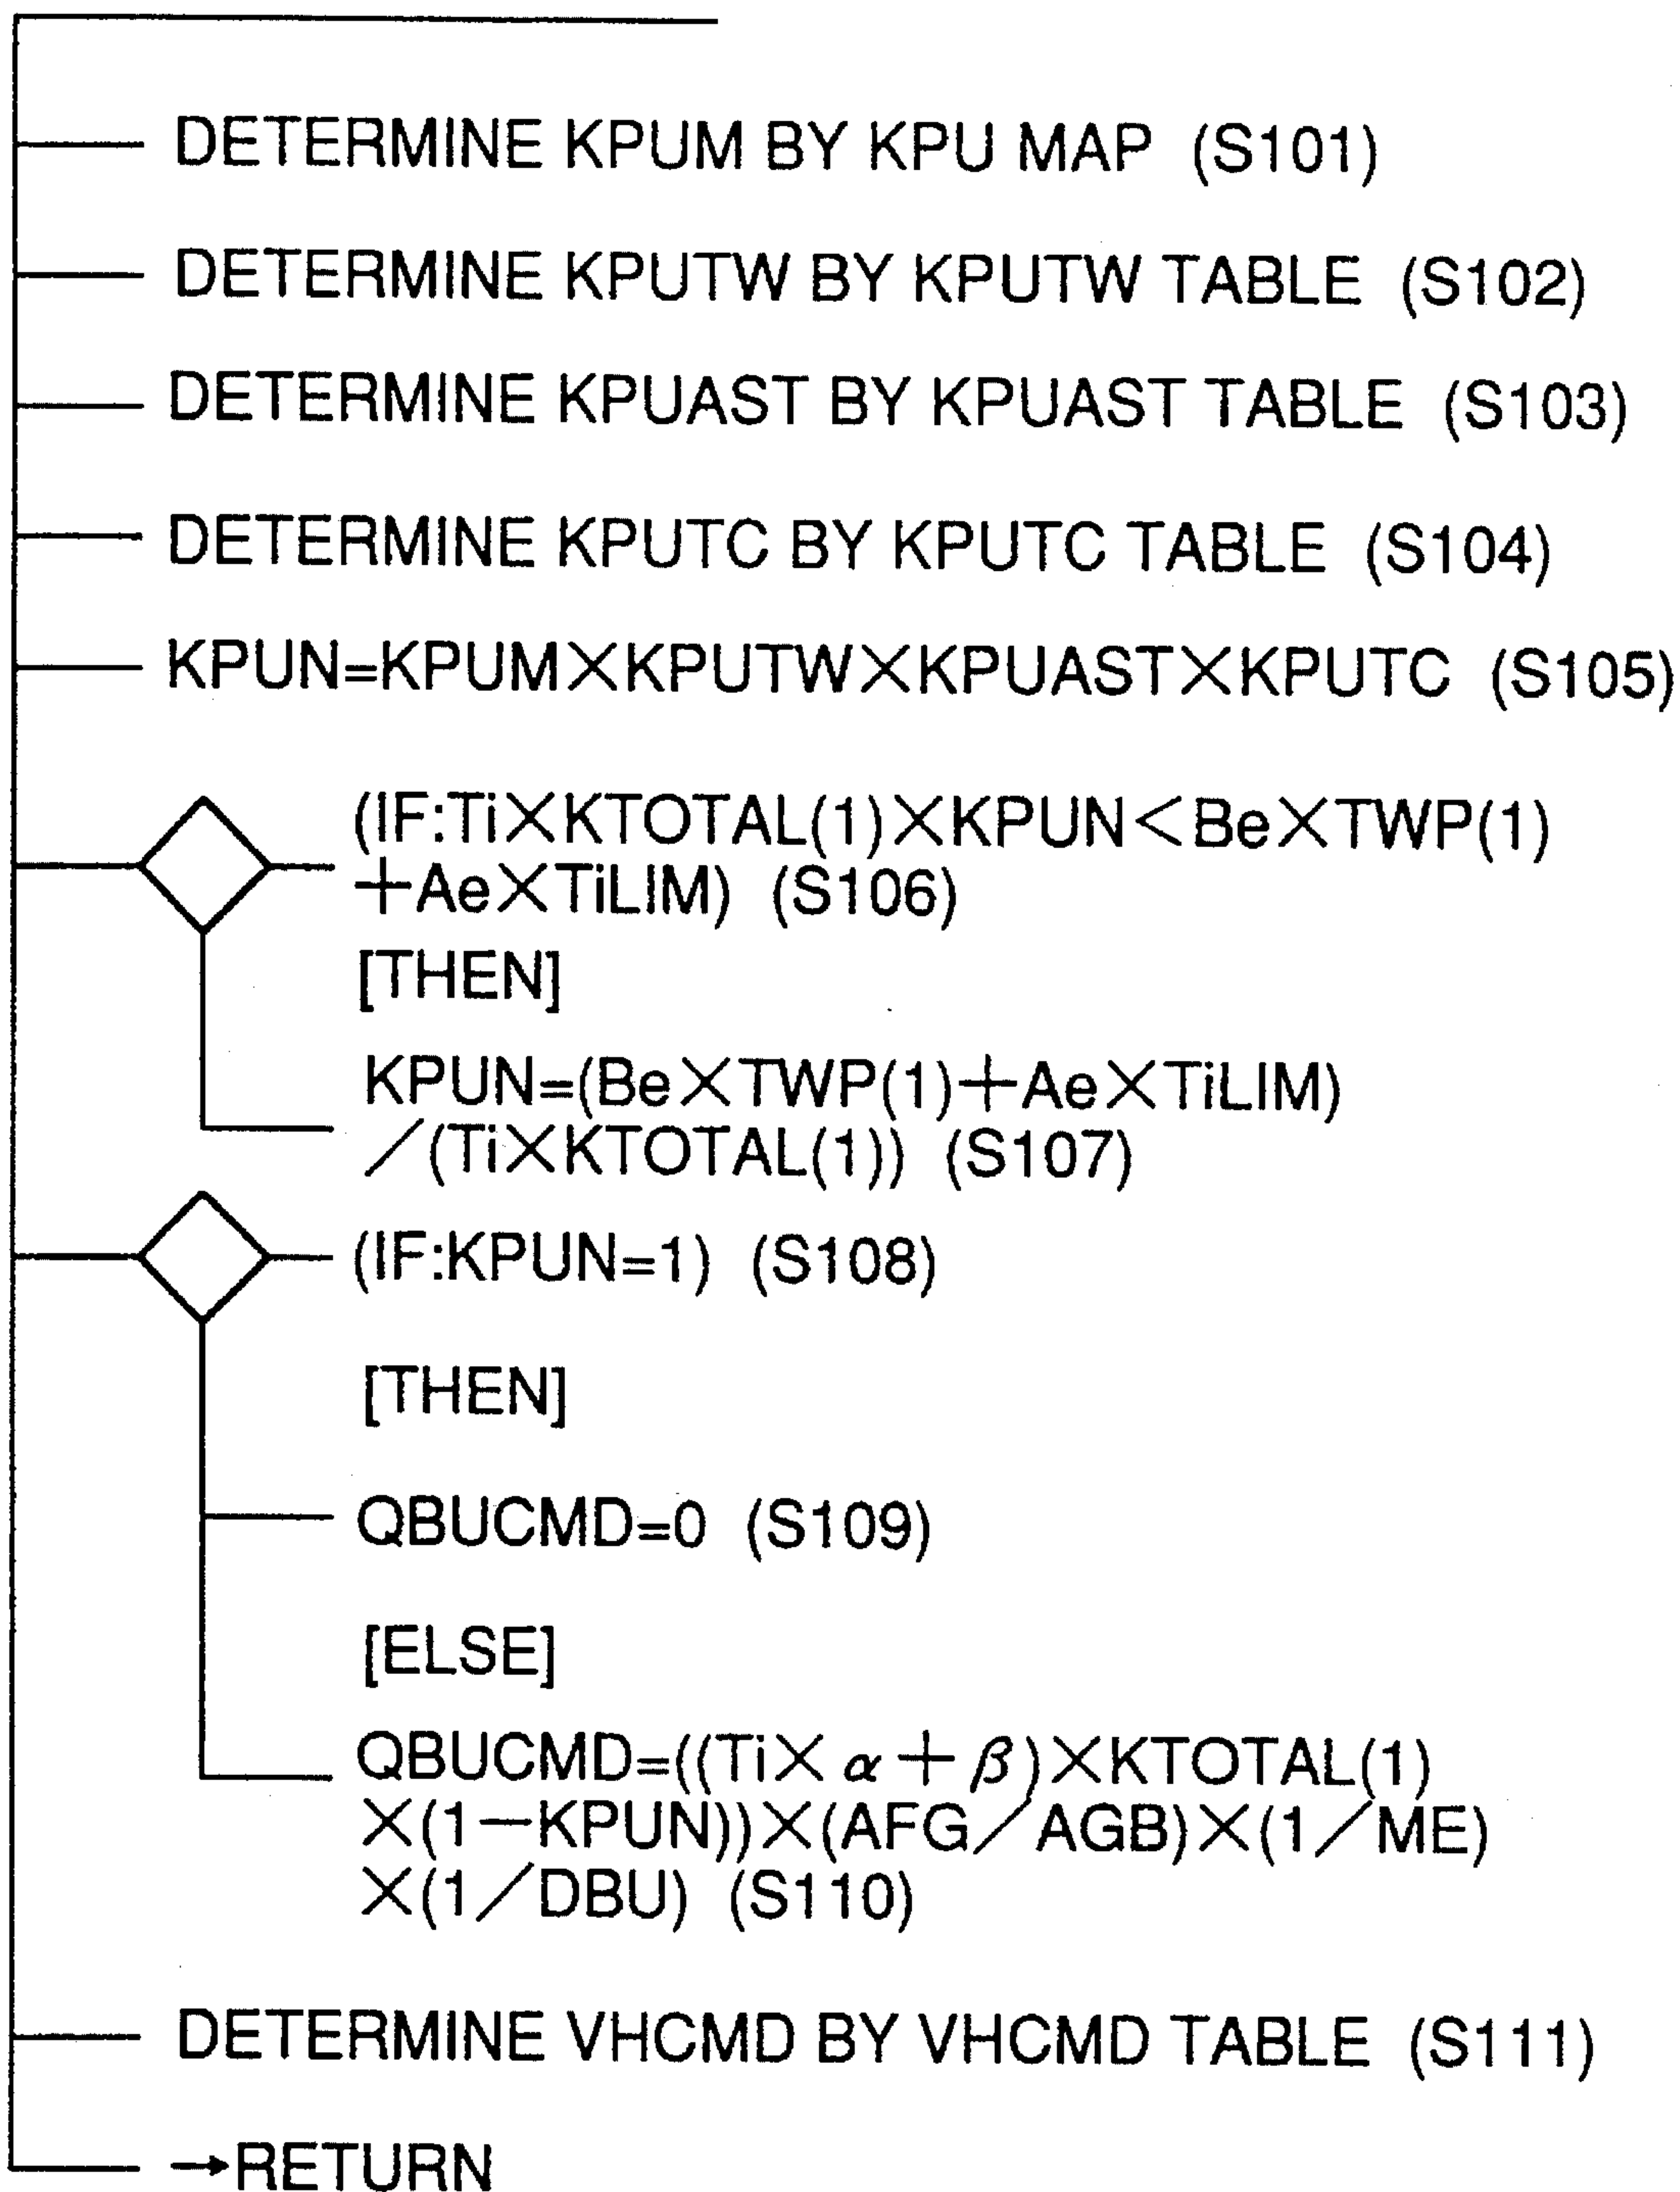 DETERMINE KPUM BY KPU MAP (S101)
DETERMINE KPUTW BY KPUTW TABLE (S102)
DETERMINE KPUAST BY KPUAST TABLE (S103)
DETERMINE KPUTC BY KPUTC TABLE (S104)
KPUN=KPUM×KPUTW×KPUAST×KPUTC (S105)
(IF:Ti×KTOTAL(1)×KPUN<Be×TWP(1)
+Ae×TiLIM) (S106)
[THEN]
KPUN=(Be×TWP(1)+Ae×TiLIM)
/(Ti×KTOTAL(1)) (S107)
(IF:KPUN=1) (S108)
[THEN]
QBUCMD=0 (S109)
[ELSE]
QBUCMD=((Ti×α+β)×KTOTAL(1)
×(1−KPUN))×(AFG/AGB)×(1/ME)
×(1/DBU) (S110)
DETERMINE VHCMD BY VHCMD TABLE (S111)
→RETURN